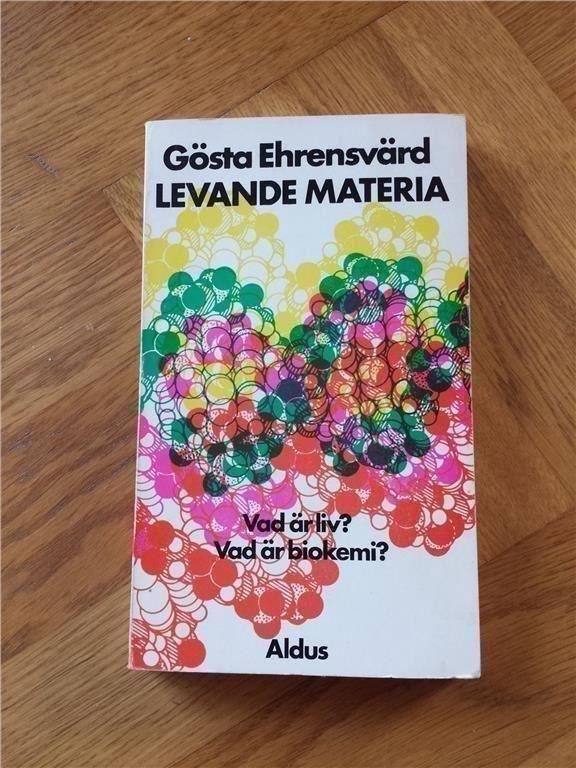 Gösta Ehrensvärd
LEVANDE MATERIA
Vad är liv?
Vad är biokemi?
Aldus